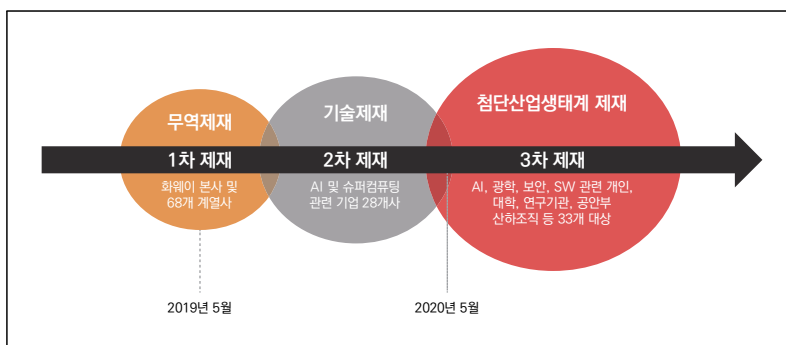 무역제재
기술제재
첨단산업생태계 제재
1차 제재
2차 제재
3차 제재
화웨이 본사 및
68개 계열사
AI 및 슈퍼컴퓨팅
관련 기업 28개사
AI, 광학, 보안, SW 관련 개인,
대학, 연구기관, 공안부
산하조직 등 33개 대상
2019년 5월
2020년 5월